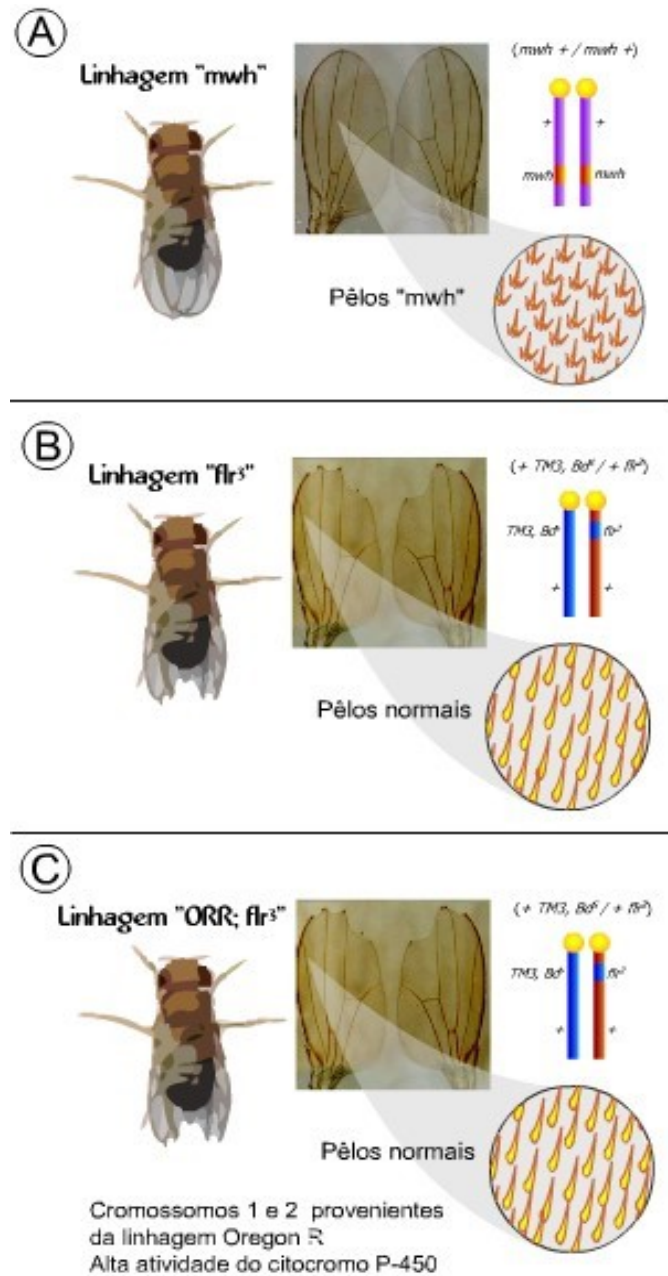 A
Linhagem "mwh"
(mwh + / mwh +)
+ +
mwh mwh
Pêlos "mwh"
B
Linhagem "flr³"
(+ TM3, Bdˢ / + flr³)
TM3, Bdˢ flr³
+ +
Pêlos normais
C
Linhagem "ORR; flr³"
(+ TM3, Bdˢ / + flr³)
TM3, Bdˢ flr³
+ +
Pêlos normais
Cromossomos 1 e 2 provenientes
da linhagem Oregon R
Alta atividade do citocromo P-450